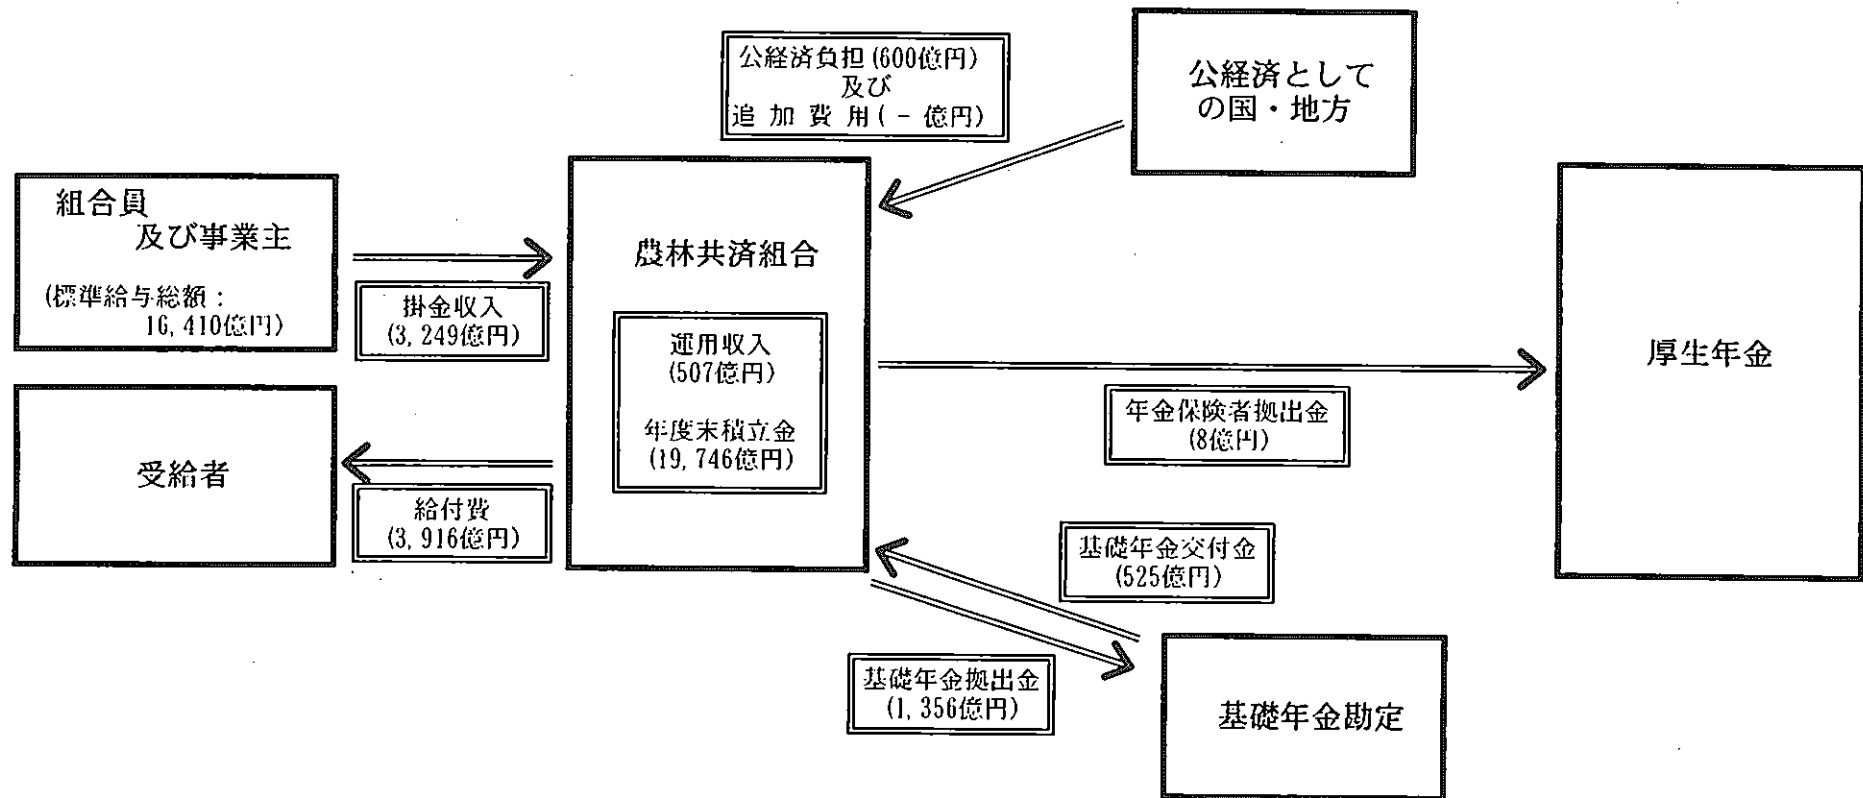 公経済負担(600億円)
及び
追加費用(－億円)
公経済として
の国・地方
組合員
及び事業主
(標準給与総額:
16,410億円)
掛金収入
(3,249億円)
農林共済組合
運用収入
(507億円)
年度末積立金
(19,746億円)
厚生年金
年金保険者拠出金
(8億円)
受給者
給付費
(3,916億円)
基礎年金交付金
(525億円)
基礎年金拠出金
(1,356億円)
基礎年金勘定